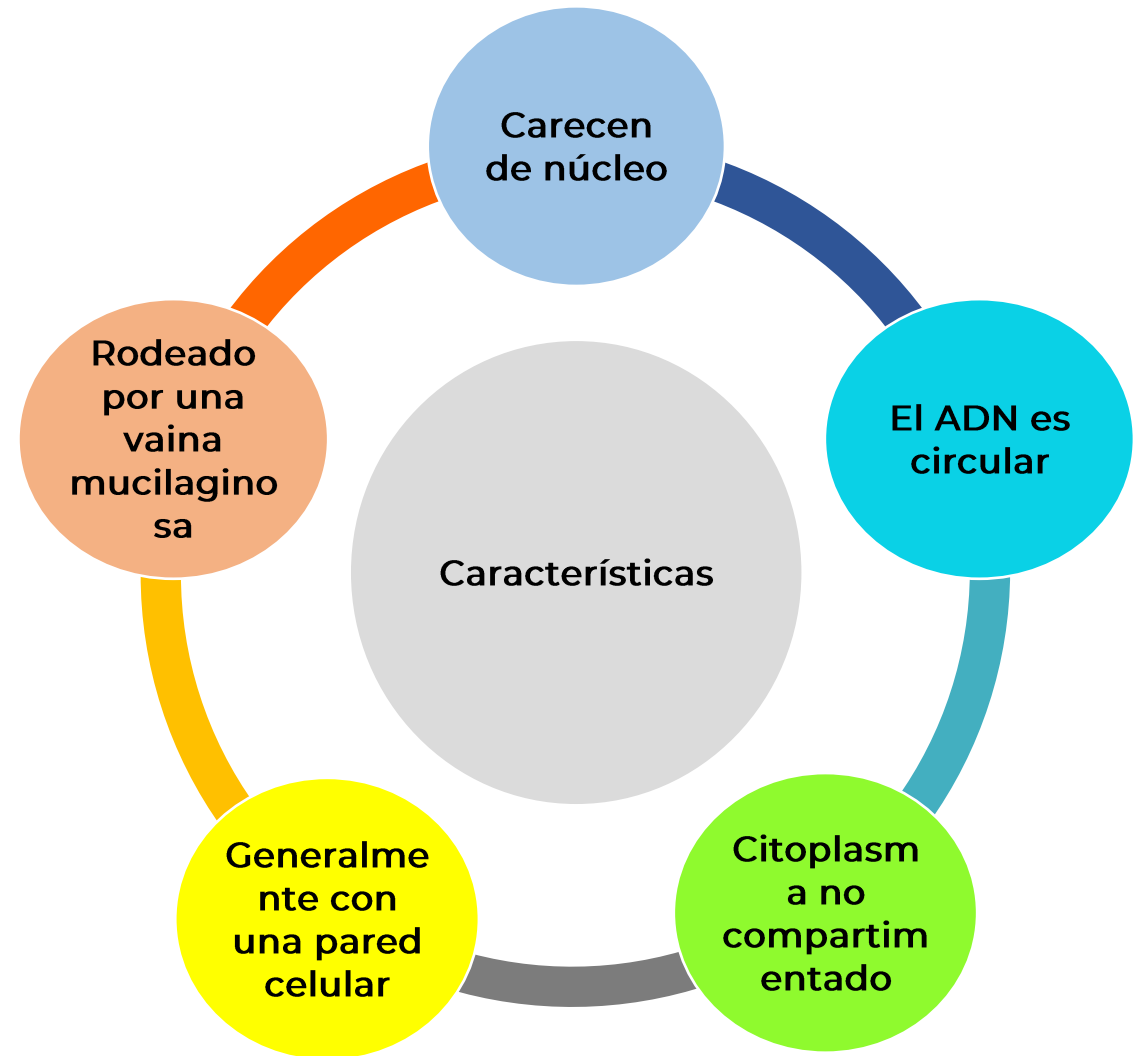 Carecen
de núcleo
El ADN es
circular
Citoplasm
a no
compartim
entado
Generalme
nte con
una pared
celular
Rodeado
por una
vaina
mucilagino
sa
Características